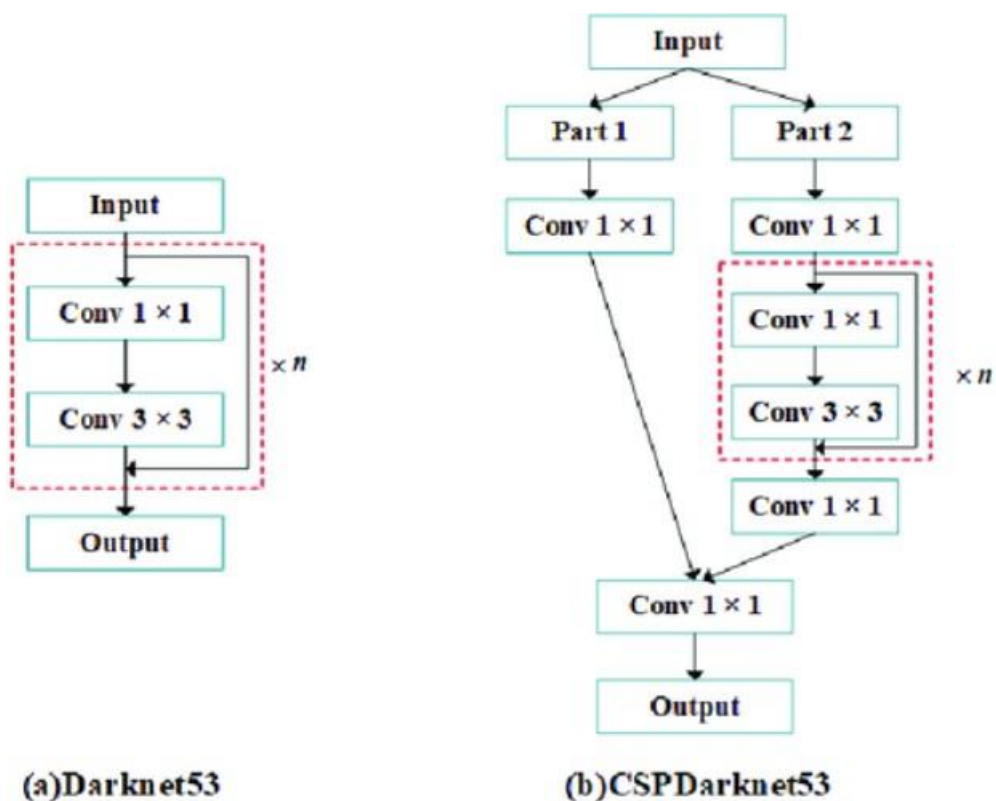 Input
Conv 1 × 1
Conv 3 × 3
× n
Output
(a)Darknet53
Input
Part 1
Part 2
Conv 1 × 1
Conv 1 × 1
Conv 1 × 1
Conv 3 × 3
× n
Conv 1 × 1
Conv 1 × 1
Output
(b)CSPDarknet53